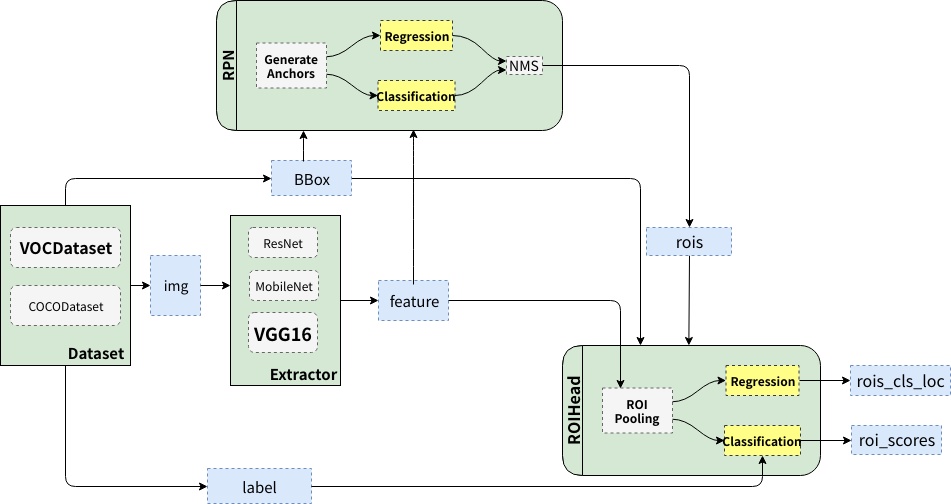 RPN
Generate
Anchors
Regression
Classification
NMS
BBox
VOCDataset
COCODataset
Dataset
img
ResNet
MobileNet
VGG16
Extractor
feature
rois
ROIHead
ROI
Pooling
Regression
Classification
rois_cls_loc
roi_scores
label